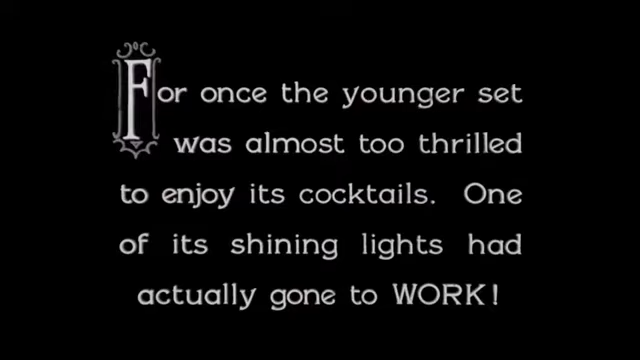 For once the younger set
was almost too thrilled
to enjoy its cocktails. One
of its shining lights had
actually gone to WORK!